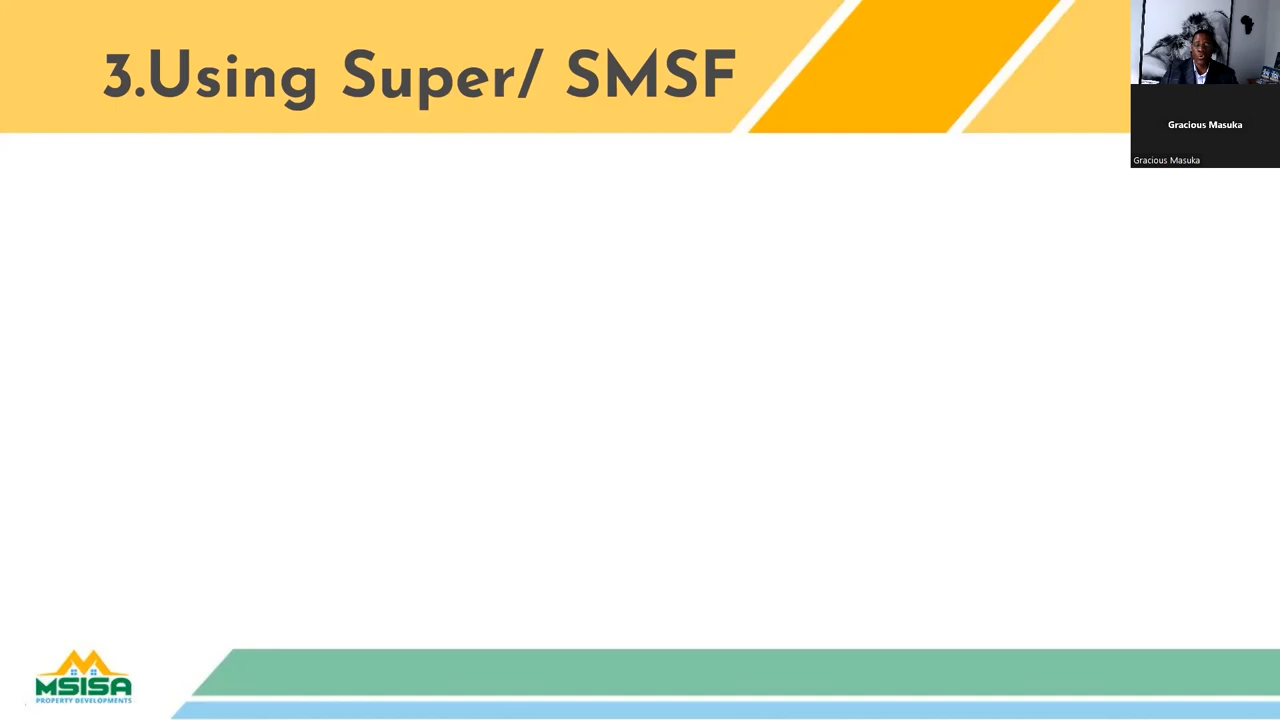 3.Using Super/ SMSF
Gracious Masuka
Gracious Masuka
MSISA
PROPERTY DEVELOPMENTS